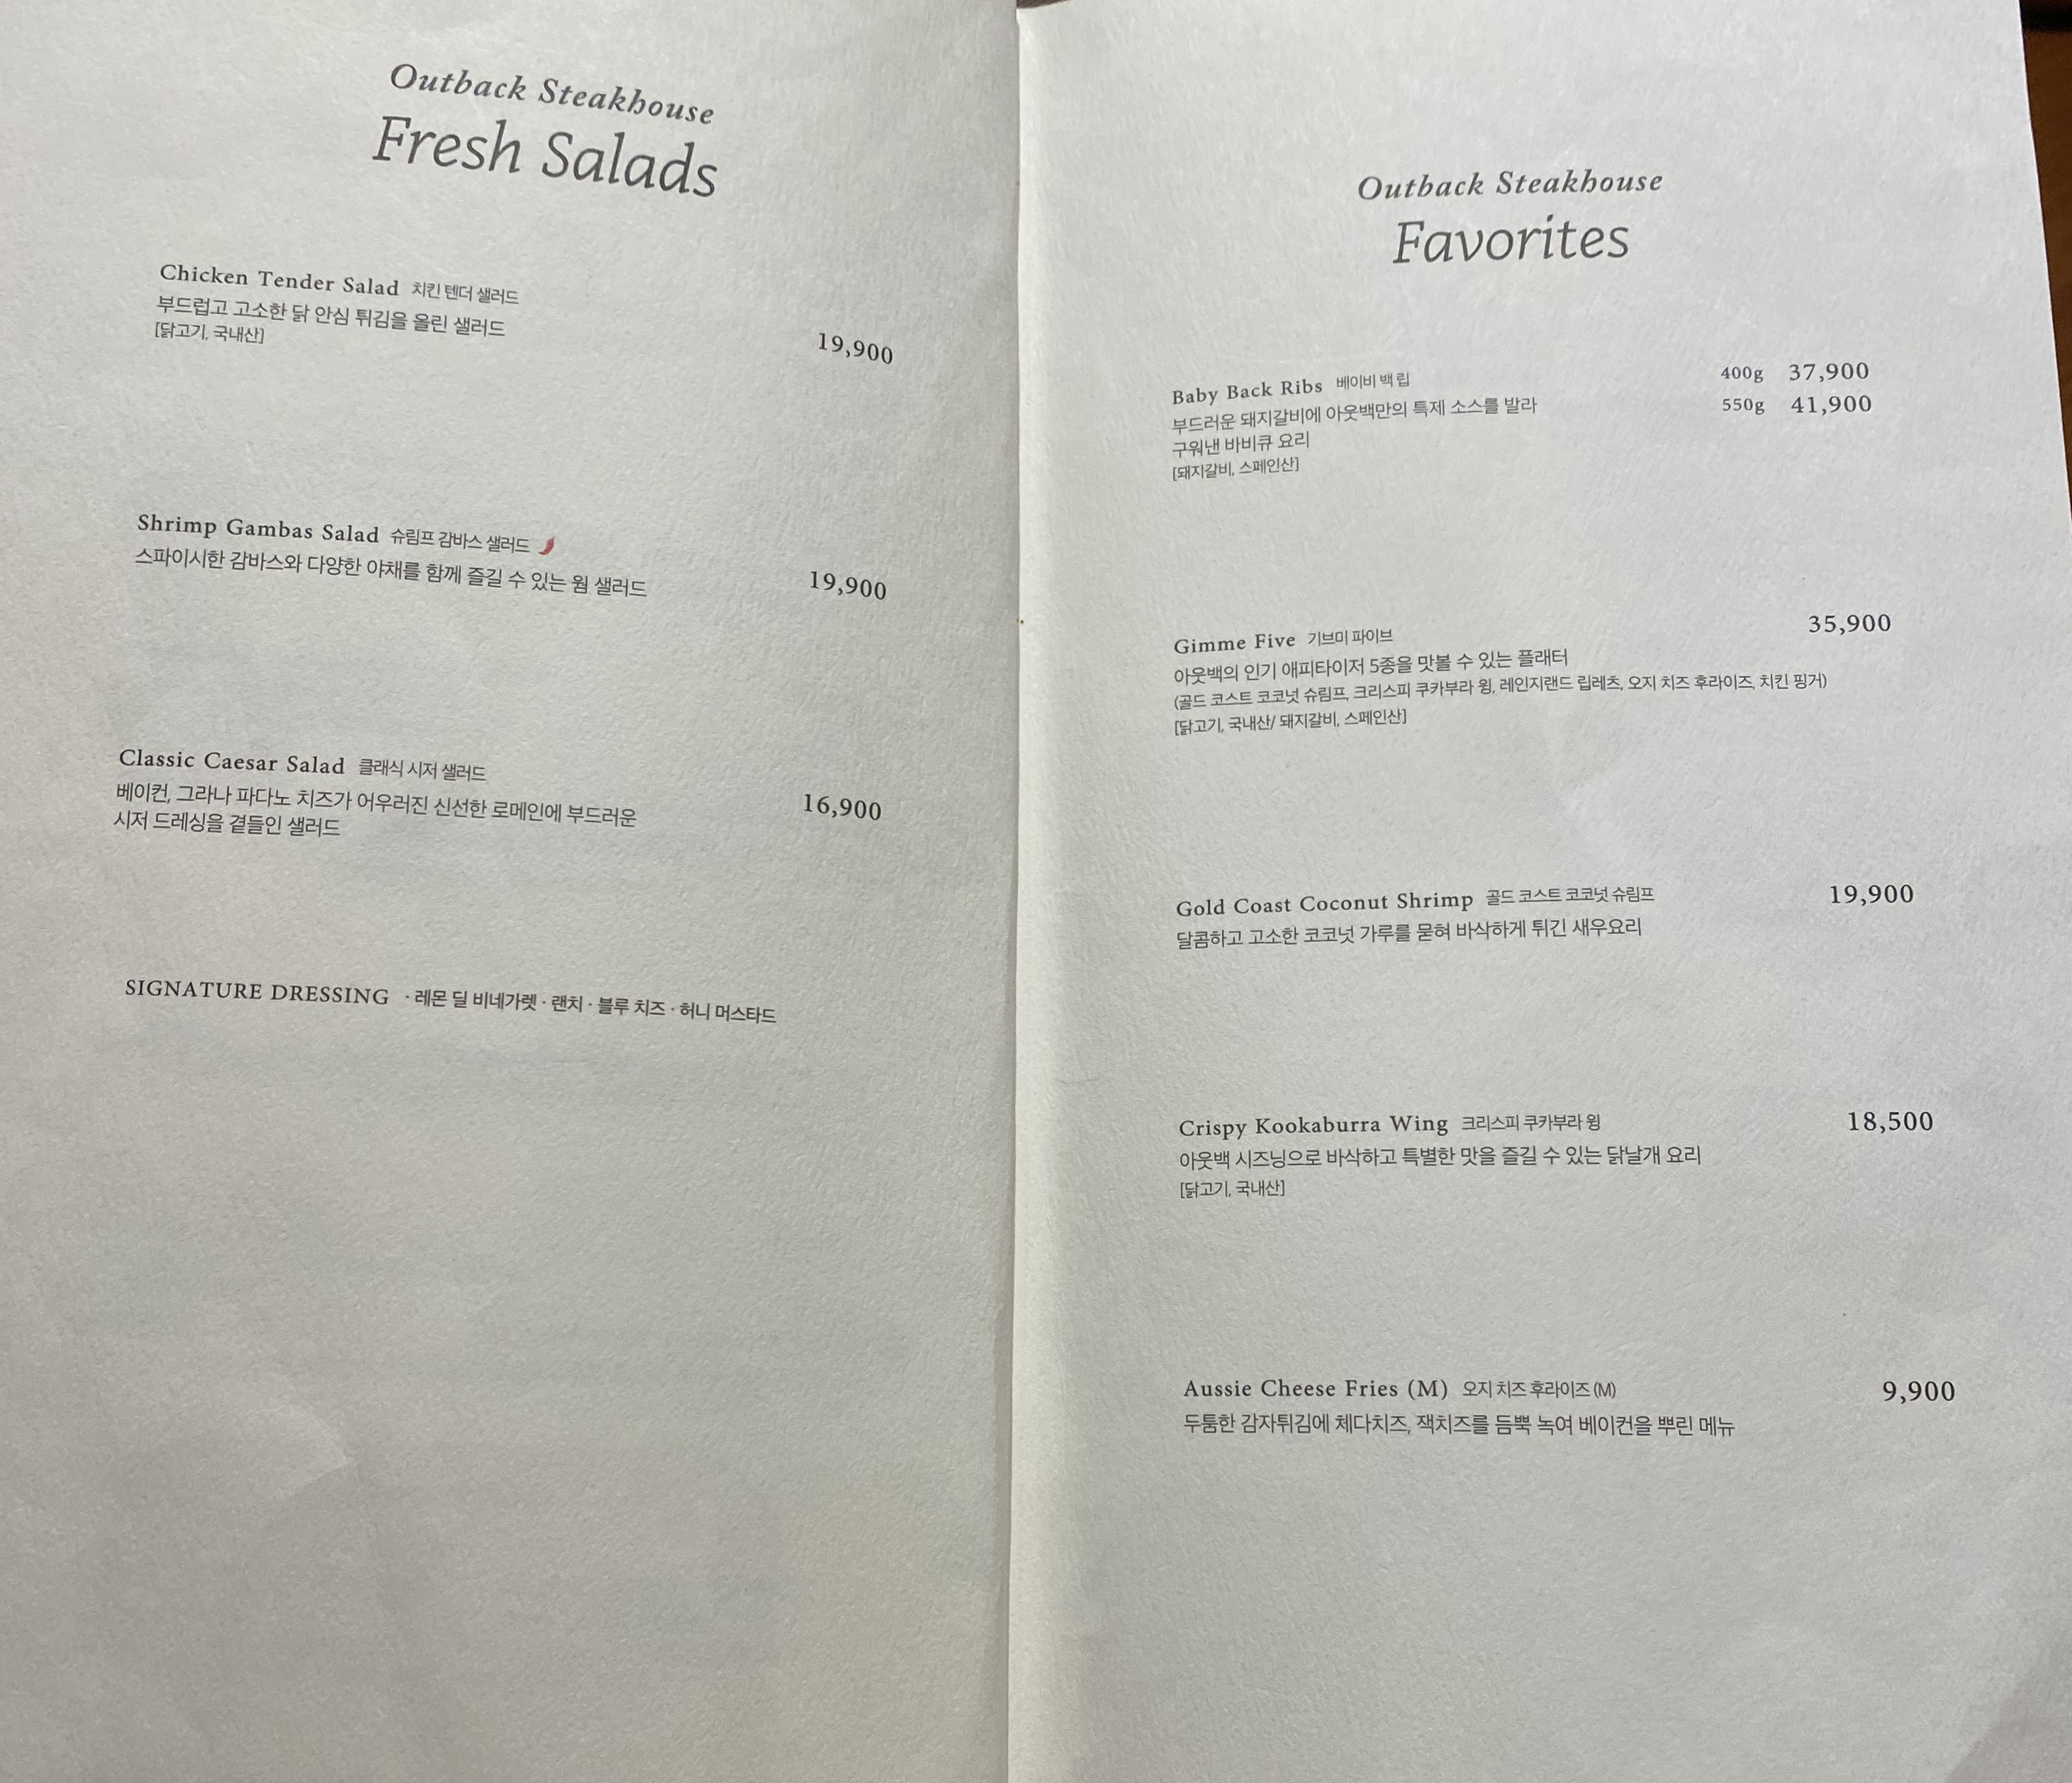 Outback Steakhouse
Fresh Salads
Chicken Tender Salad 치킨 텐더 샐러드
부드럽고 고소한 닭 안심 튀김을 올린 샐러드
[닭고기, 국내산]
19,900
Shrimp Gambas Salad 슈림프 감바스 샐러드
스파이시한 감바스와 다양한 야채를 함께 즐길 수 있는 웜 샐러드
19,900
Classic Caesar Salad 클래식 시저 샐러드
베이컨, 그라나 파다노 치즈가 어우러진 신선한 로메인에 부드러운
시저 드레싱을 곁들인 샐러드
16,900
SIGNATURE DRESSING · 레몬 딜 비네가렛 · 랜치 · 블루 치즈 · 허니 머스타드
Outback Steakhouse
Favorites
Baby Back Ribs 베이비 백 립
400g 37,900
부드러운 돼지갈비에 아웃백만의 특제 소스를 발라
550g 41,900
구워낸 바비큐 요리
[돼지갈비, 스페인산]
Gimme Five 기브미 파이브
35,900
아웃백의 인기 애피타이저 5종을 맛볼 수 있는 플래터
(골드 코스트 코코넛 슈림프, 크리스피 쿠카부라 윙, 레인지랜드 립레츠, 오지 치즈 후라이즈, 치킨 핑거)
[닭고기, 국내산/ 돼지갈비, 스페인산]
Gold Coast Coconut Shrimp 골드 코스트 코코넛 슈림프
19,900
달콤하고 고소한 코코넛 가루를 묻혀 바삭하게 튀긴 새우요리
Crispy Kookaburra Wing 크리스피 쿠카부라 윙
18,500
아웃백 시즈닝으로 바삭하고 특별한 맛을 즐길 수 있는 닭날개 요리
[닭고기, 국내산]
Aussie Cheese Fries (M) 오지 치즈 후라이즈 (M)
9,900
두툼한 감자튀김에 체다치즈, 잭치즈를 듬뿍 녹여 베이컨을 뿌린 메뉴